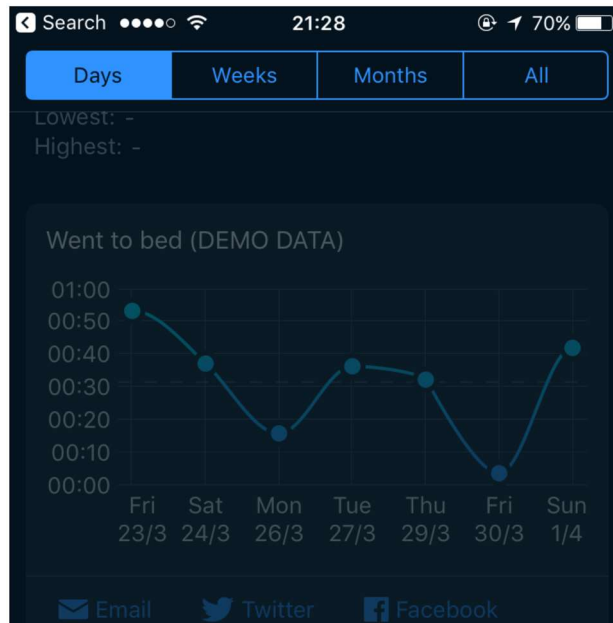 Search 21:28 70%
Days Weeks Months All
Lowest: -
Highest: -
Went to bed (DEMO DATA)
01:00
00:50
00:40
00:30
00:20
00:10
00:00
Fri Sat Mon Tue Thu Fri Sun
23/3 24/3 26/3 27/3 29/3 30/3 1/4
Email Twitter Facebook